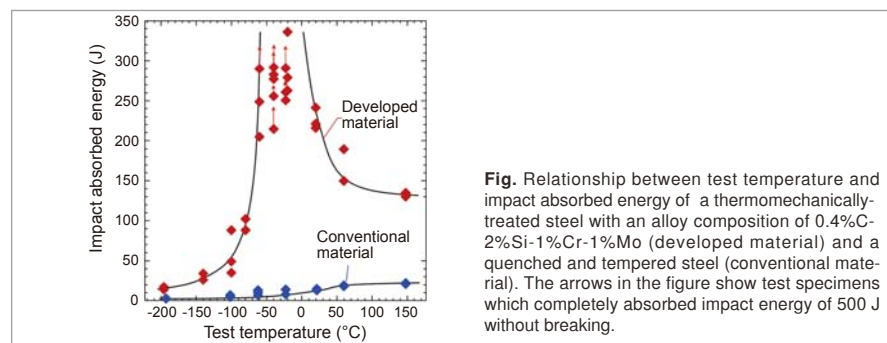 350
300
250
200
150
100
50
0
Impact absorbed energy (J)
Developed
material
Conventional
material
-200 -150 -100 -50 0 50 100 150
Test temperature (°C)
Fig. Relationship between test temperature and
impact absorbed energy of a thermomechanically-
treated steel with an alloy composition of 0.4%C-
2%Si-1%Cr-1%Mo (developed material) and a
quenched and tempered steel (conventional mate-
rial). The arrows in the figure show test specimens
which completely absorbed impact energy of 500 J
without breaking.